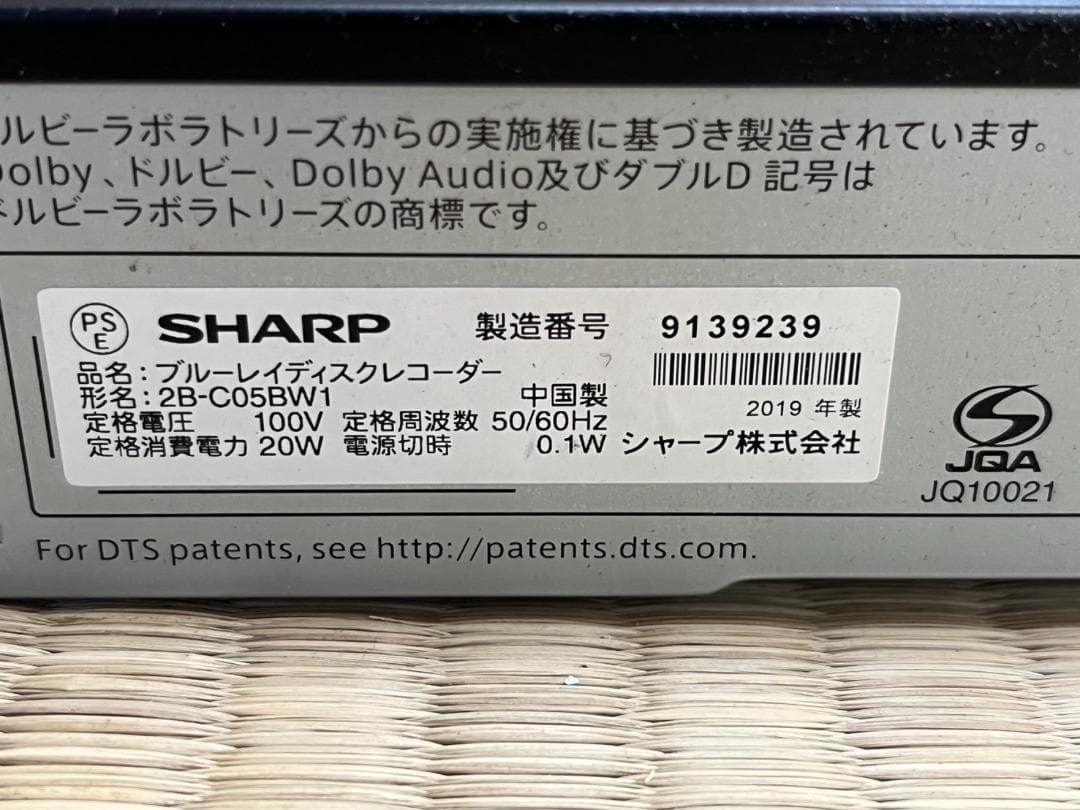 ルビーラボラトリーズからの実施権に基づき製造されています。
Dolby、ドルビー、Dolby Audio及びダブルD 記号は
ドルビーラボラトリーズの商標です。
PS E SHARP 製造番号 9139239
品名：ブルーレイディスクレコーダー
形名：2B-C05BW1 中国製
2019 年製
定格電圧 100V 定格周波数 50/60Hz
定格消費電力 20W 電源切時 0.1W シャープ株式会社
JQA
JQ10021
For DTS patents, see http://patents.dts.com.